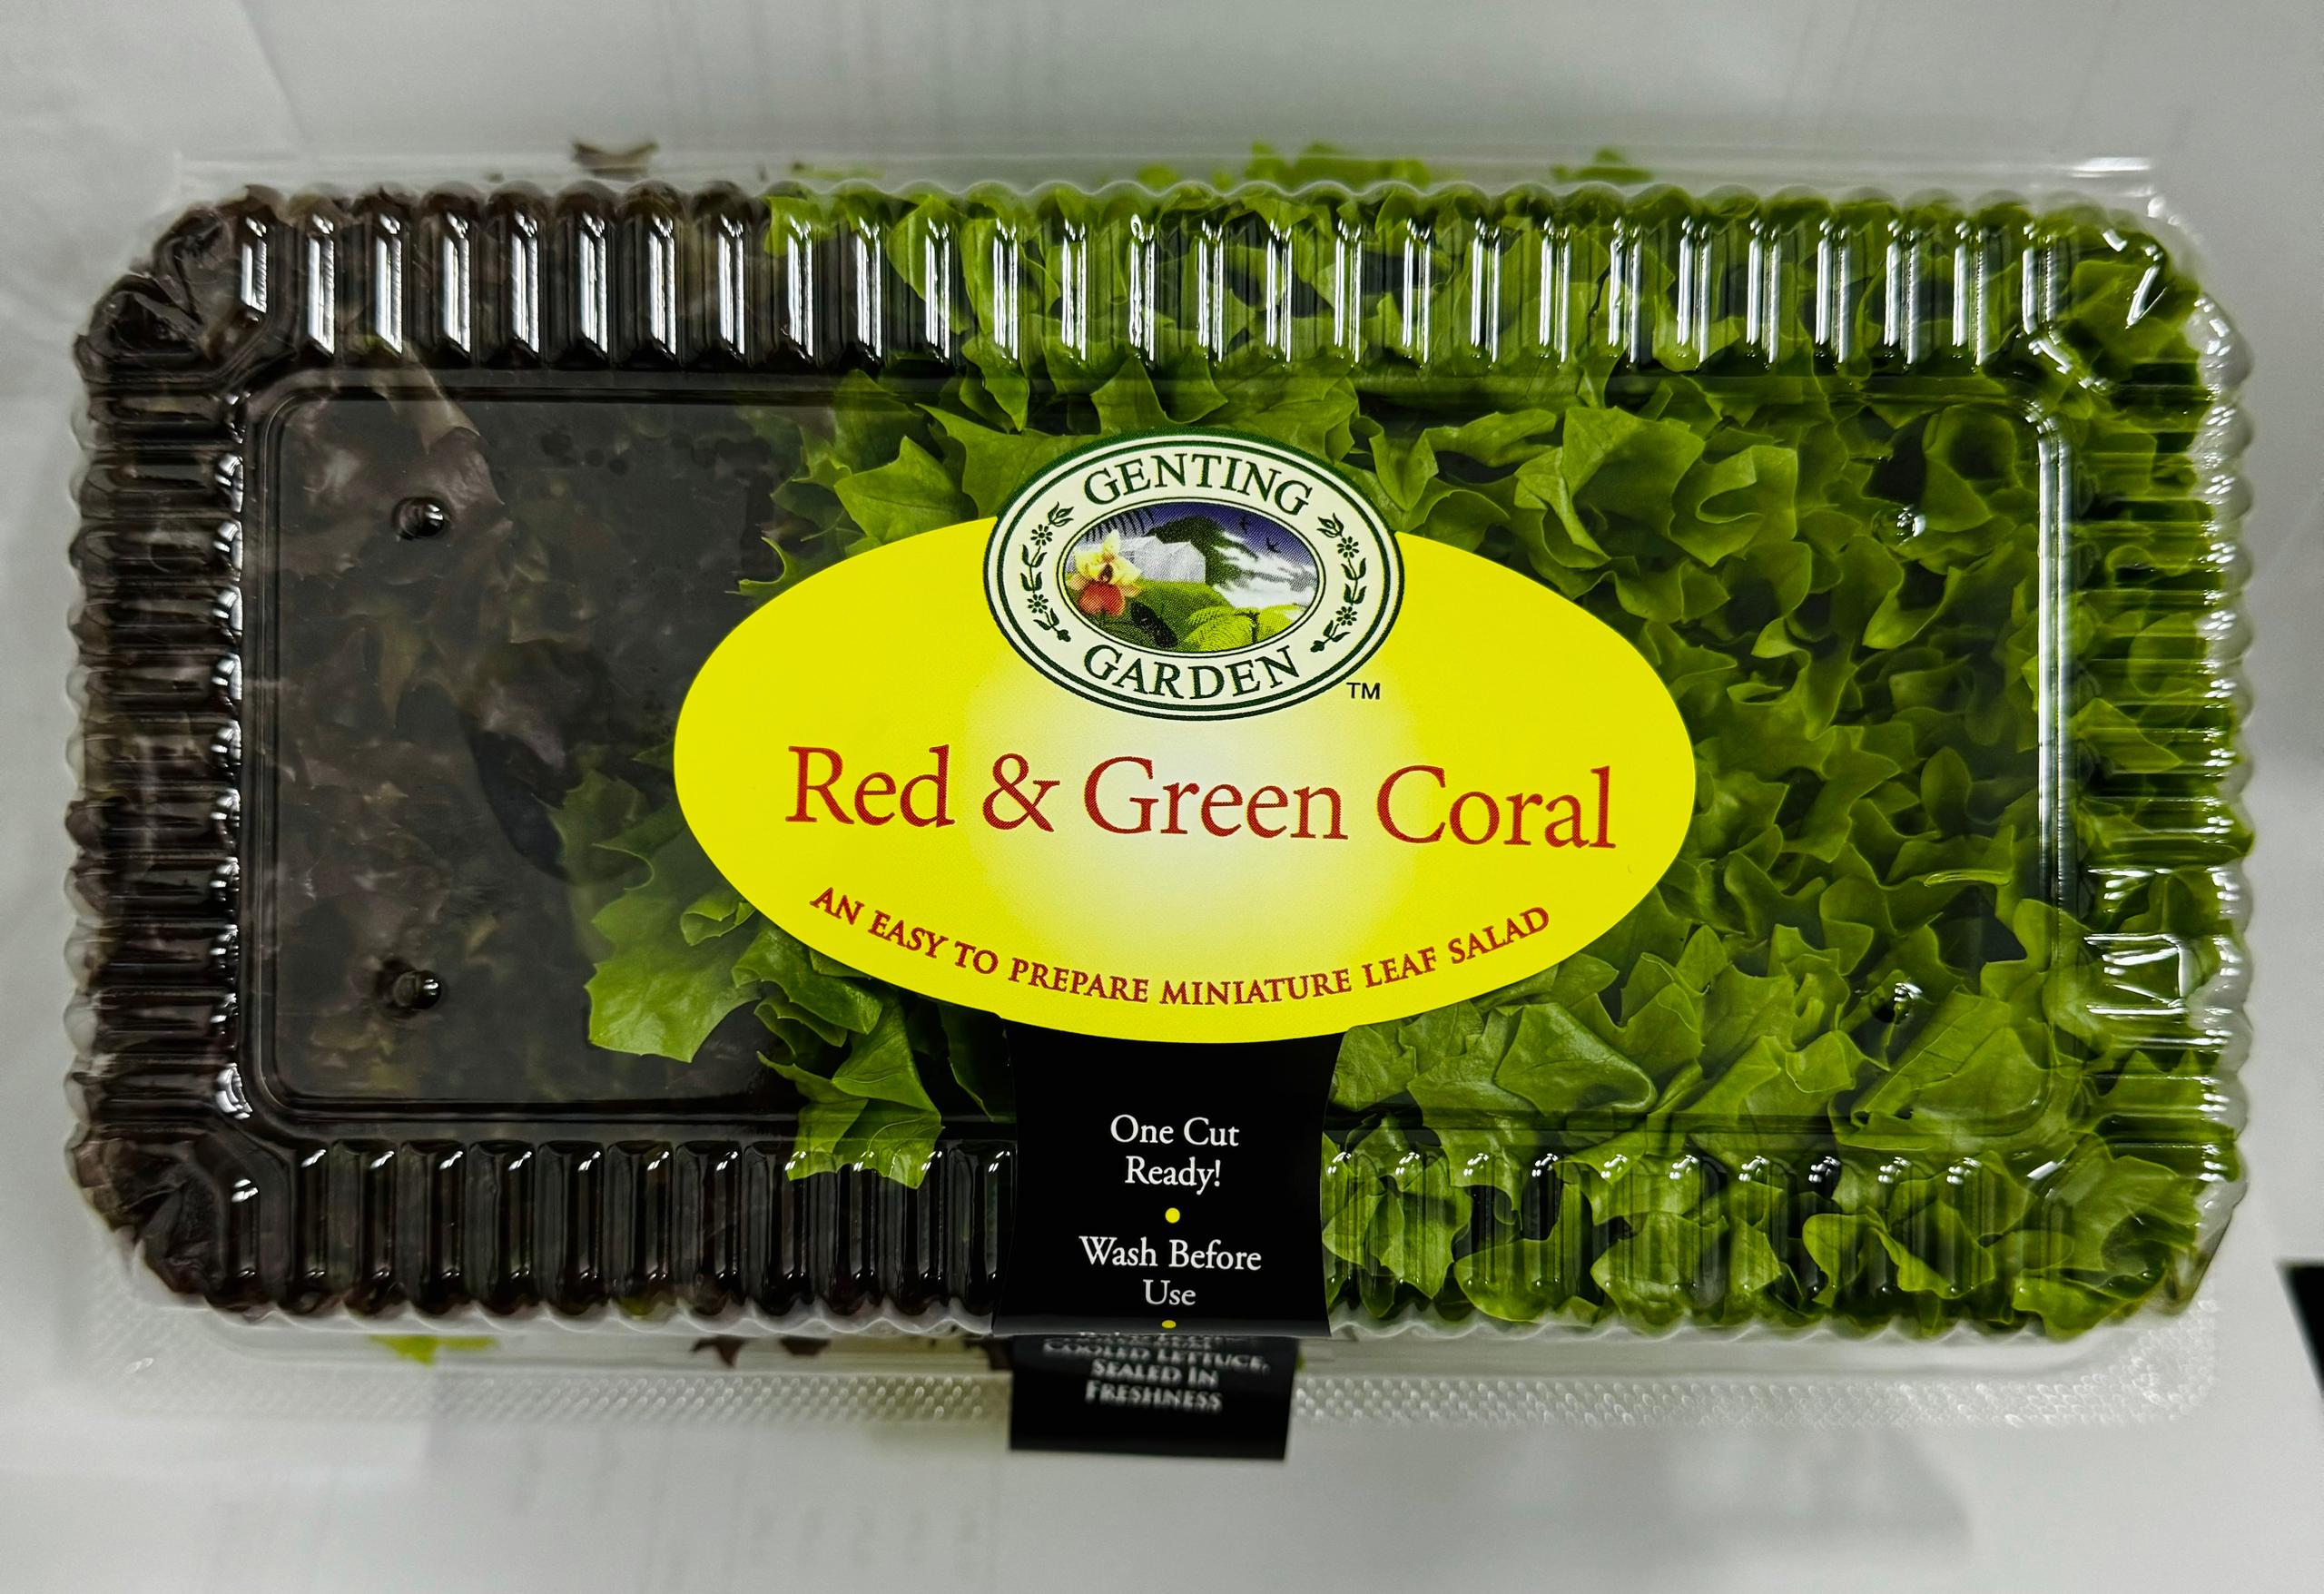 GENTING
GARDEN
TM
Red & Green Coral
AN EASY TO PREPARE MINIATURE LEAF SALAD
One Cut
Ready!
Wash Before
Use
COOLED LETTUCE,
SEALED IN
FRESHNESS